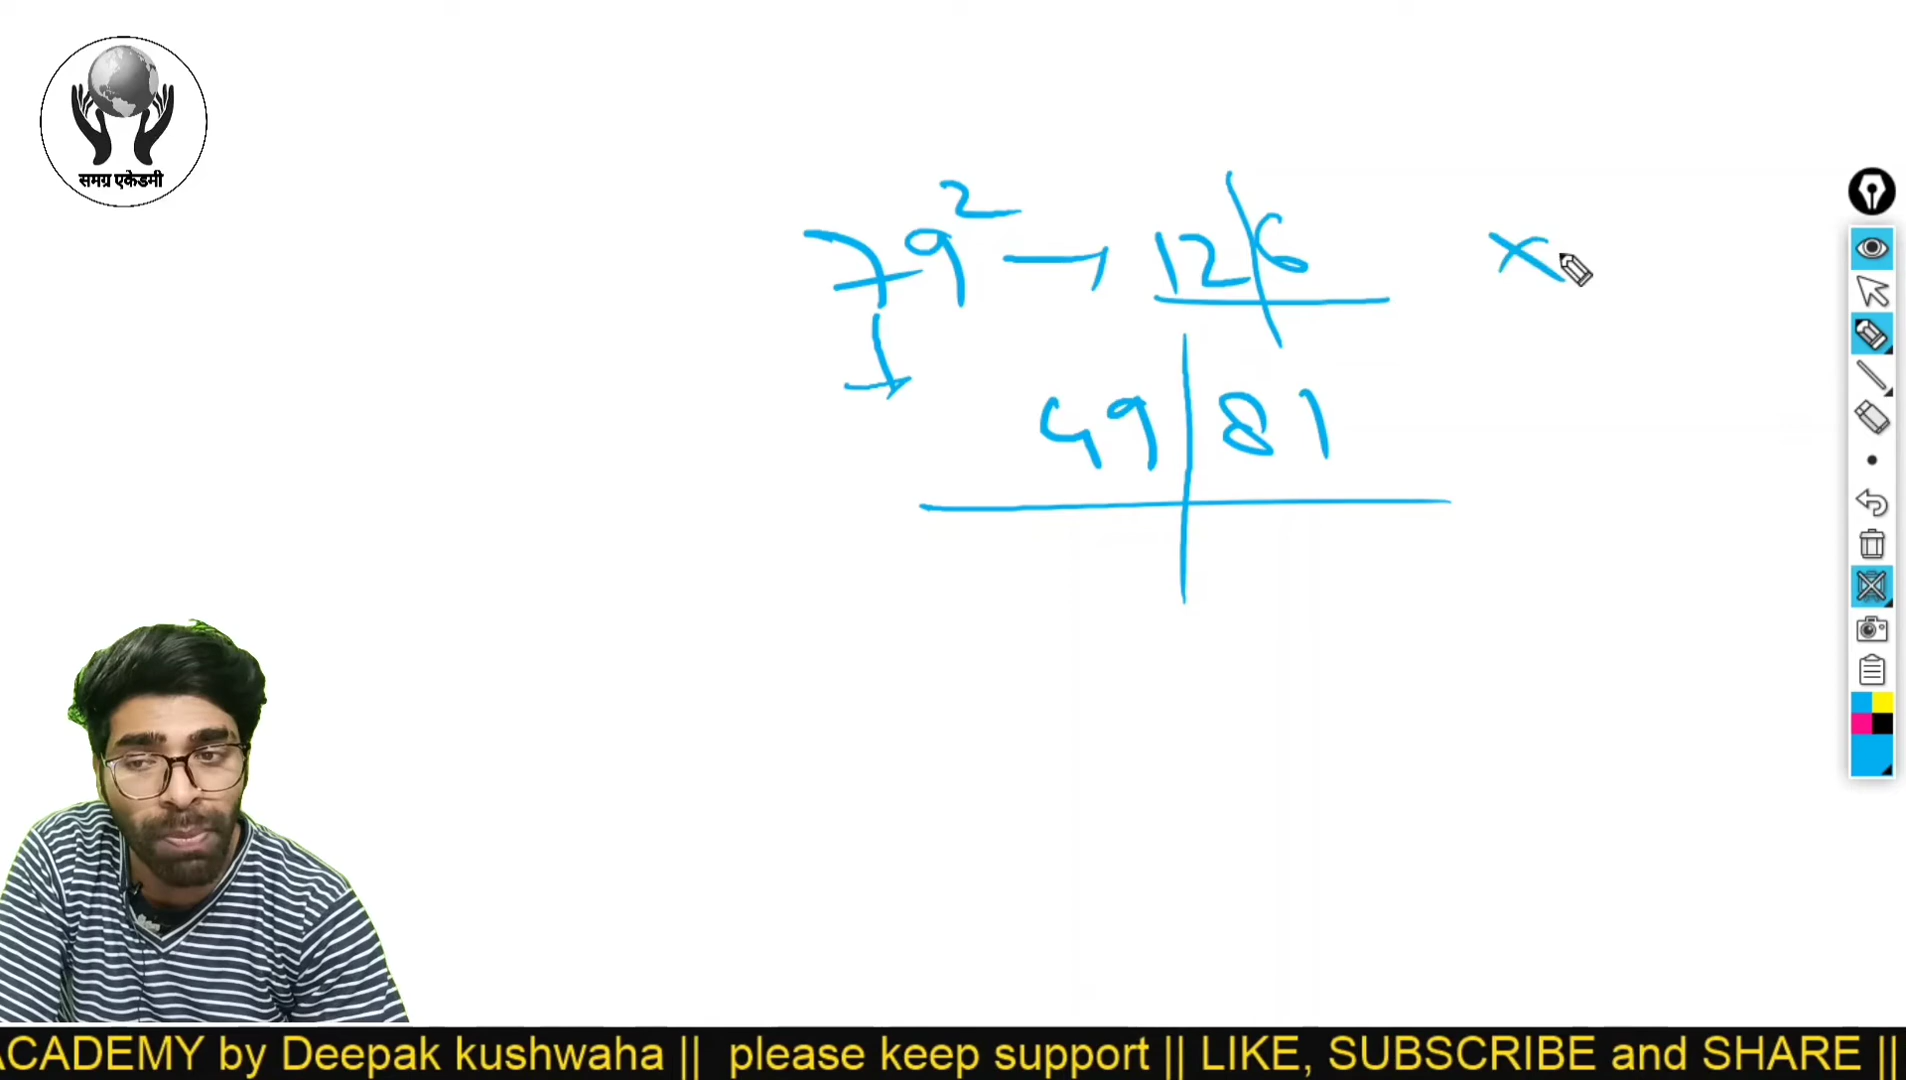 समग्र एकेडमी
79² → 12/6 x
49|81
ACADEMY by Deepak kushwaha || please keep support || LIKE, SUBSCRIBE and SHARE ||